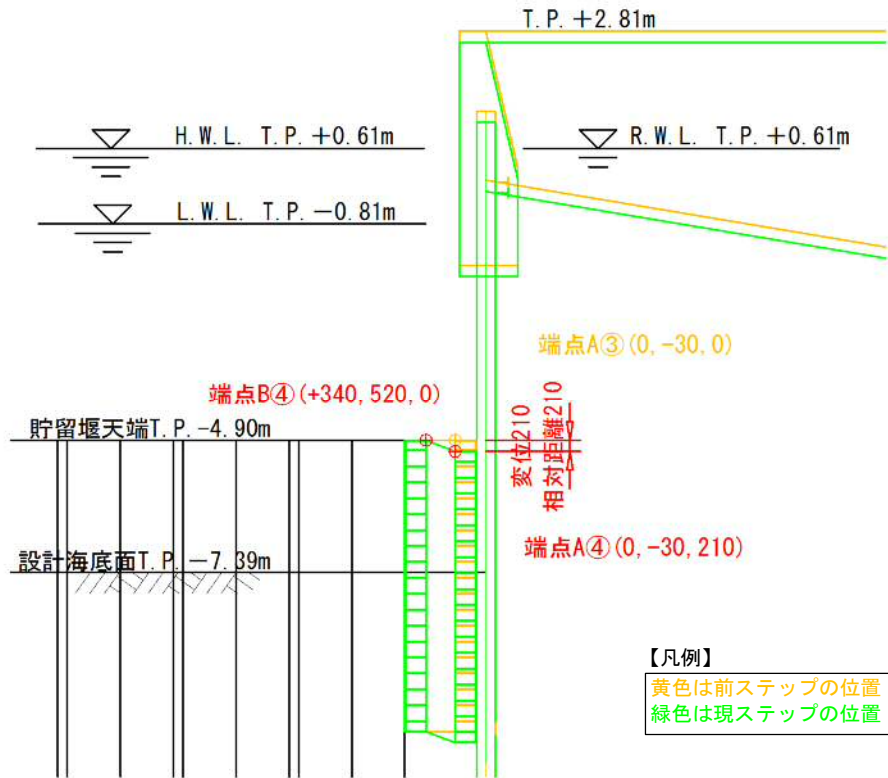 T.P.+2.81m
H.W.L. T.P.+0.61m
R.W.L. T.P.+0.61m
L.W.L. T.P.-0.81m
端点A③(0,-30,0)
端点B④(+340,520,0)
変位210
相対距離210
貯留堰天端T.P.-4.90m
端点A④(0,-30,210)
設計海底面T.P.-7.39m
【凡例】
黄色は前ステップの位置
緑色は現ステップの位置